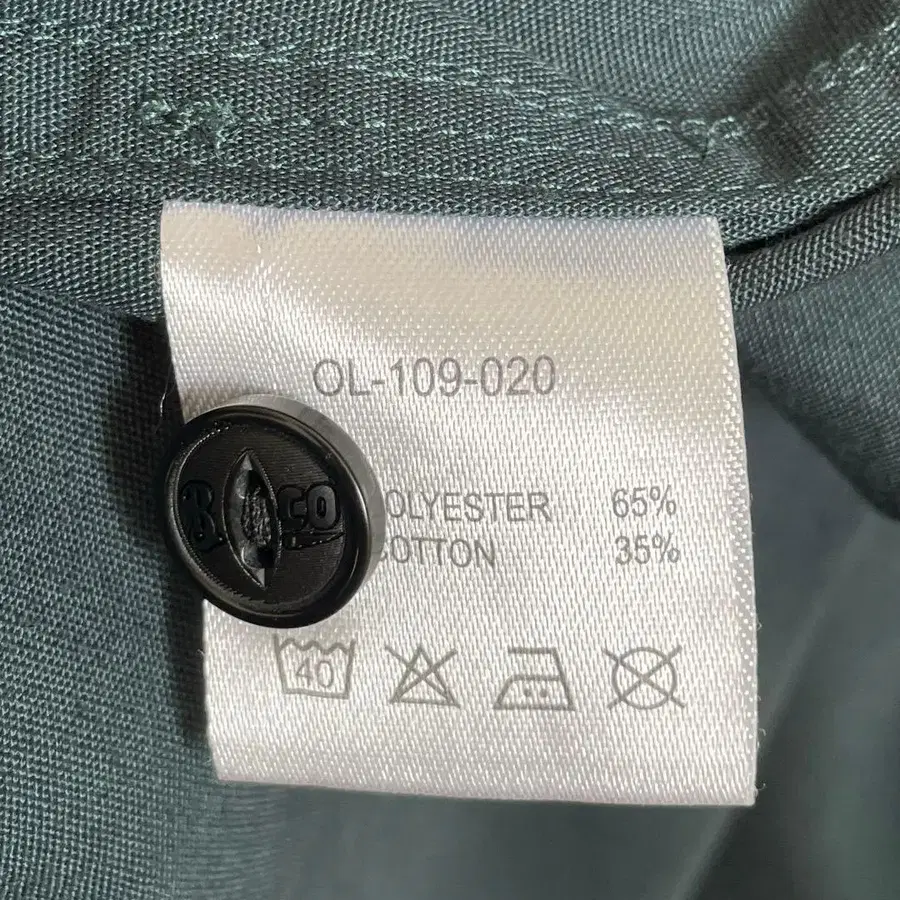 OL-109-020
OLYESTER 65%
OTTON 35%
40